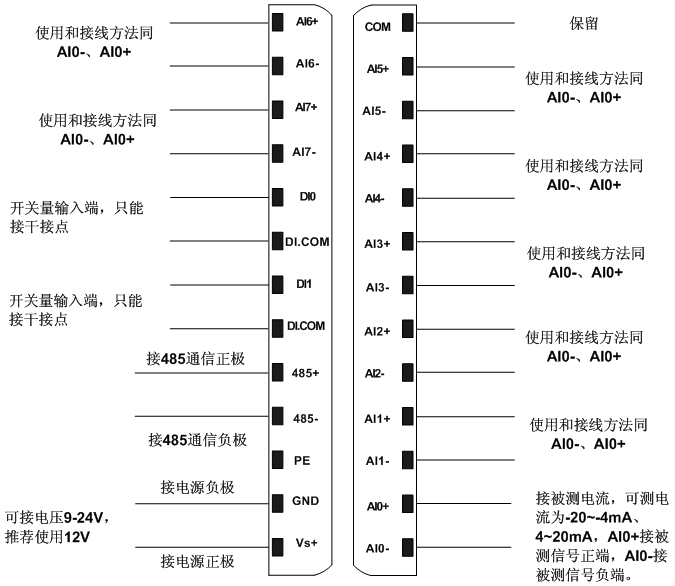 使用和接线方法同
AI0-、AI0+
使用和接线方法同
AI0-、AI0+
开关量输入端，只能
接干接点
开关量输入端，只能
接干接点
接485通信正极
接485通信负极
接电源负极
可接电压9-24V，
推荐使用12V
接电源正极
AI6+
AI6-
AI7+
AI7-
DI0
DI.COM
DI1
DI.COM
485+
485-
PE
GND
Vs+
COM
AI5+
AI5-
AI4+
AI4-
AI3+
AI3-
AI2+
AI2-
AI1+
AI1-
AI0+
AI0-
保留
使用和接线方法同
AI0-、AI0+
使用和接线方法同
AI0-、AI0+
使用和接线方法同
AI0-、AI0+
使用和接线方法同
AI0-、AI0+
使用和接线方法同
AI0-、AI0+
接被测电流，可测电
流为-20~-4mA、
4~20mA，AI0+接被
测信号正端，AI0-接
被测信号负端。